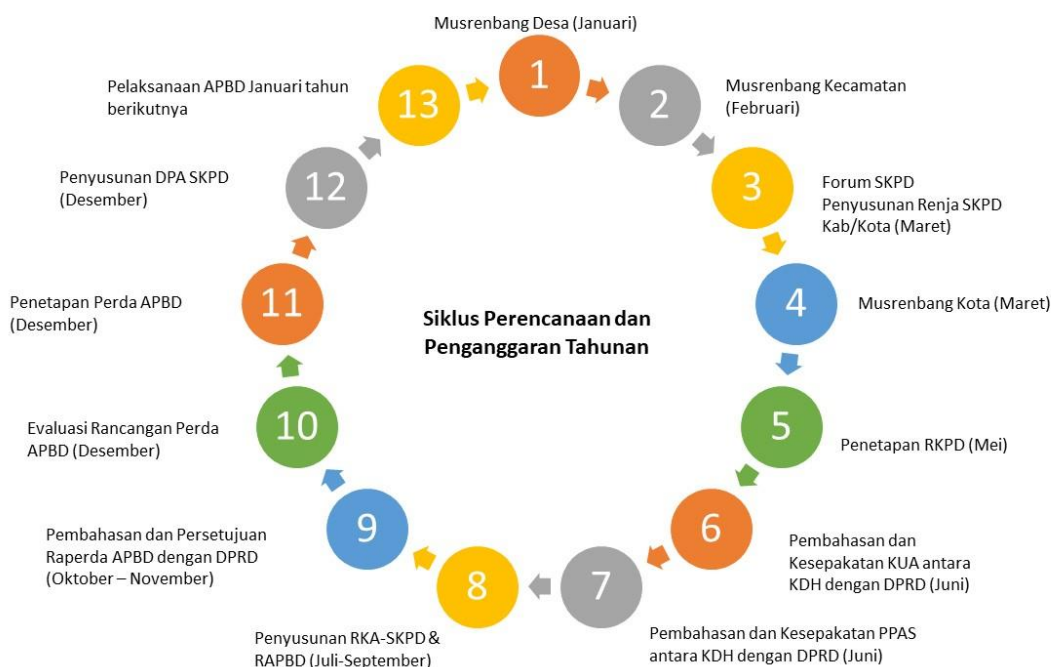 Musrenbang Desa (Januari)
1
2
Musrenbang Kecamatan
(Februari)
3
Forum SKPD
Penyusunan Renja SKPD
Kab/Kota (Maret)
4
Musrenbang Kota (Maret)
5
Penetapan RKPD (Mei)
6
Pembahasan dan
Kesepakatan KUA antara
KDH dengan DPRD (Juni)
7
Pembahasan dan Kesepakatan PPAS
antara KDH dengan DPRD (Juni)
8
Penyusunan RKA-SKPD &
RAPBD (Juli-September)
9
Pembahasan dan Persetujuan
Raperda APBD dengan DPRD
(Oktober – November)
10
Evaluasi Rancangan Perda
APBD (Desember)
11
Penetapan Perda APBD
(Desember)
12
Penyusunan DPA SKPD
(Desember)
13
Pelaksanaan APBD Januari tahun
berikutnya
Siklus Perencanaan dan
Penganggaran Tahunan